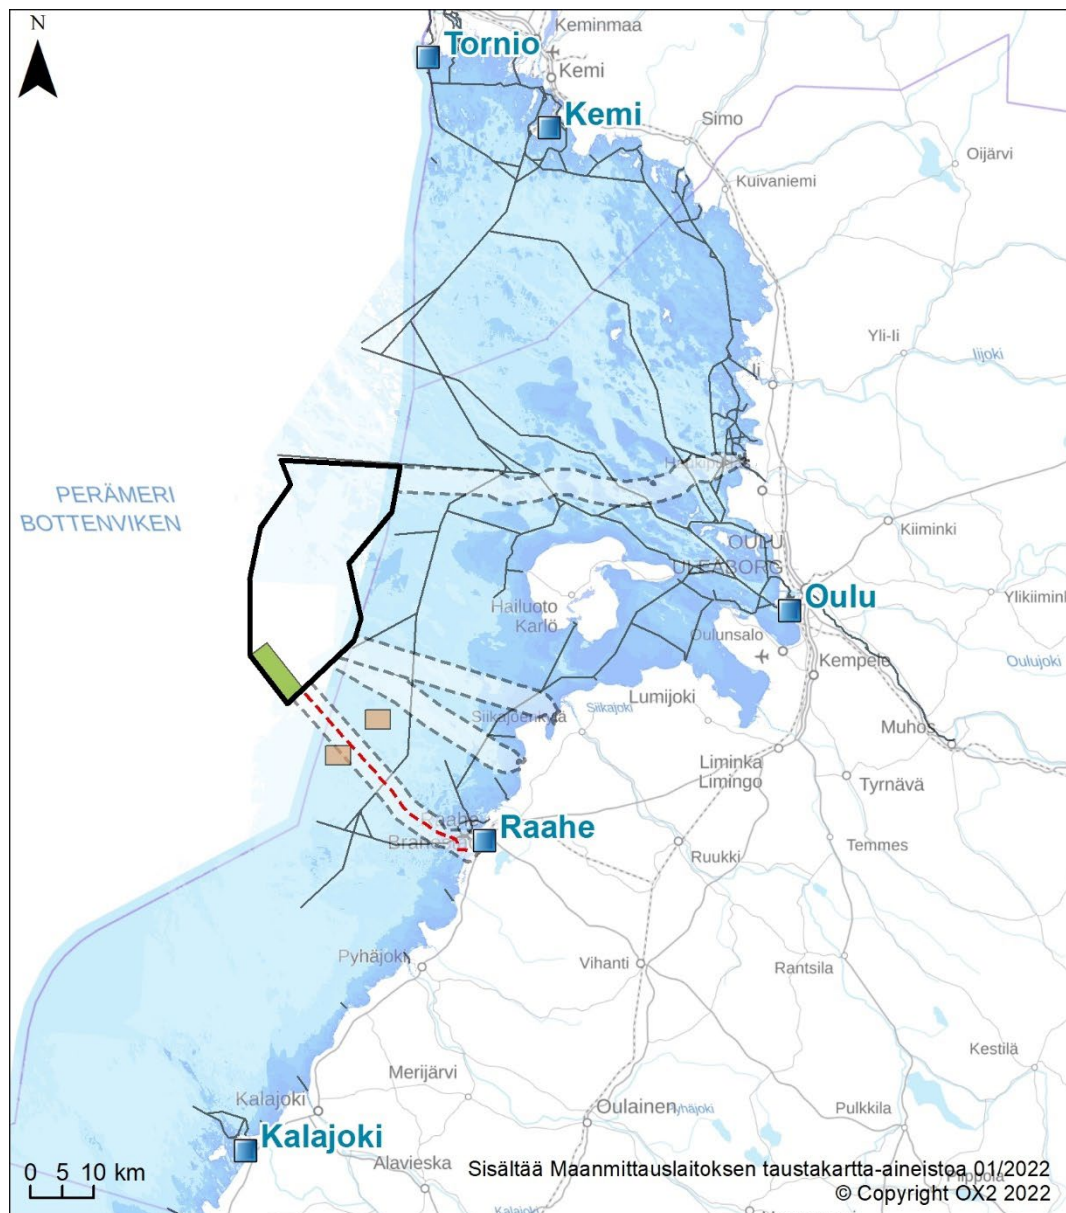 N
Tornio
Keminmaa
Kemi
Kemi
Simo
Oijärvi
Kuivaniemi
Yli-Ii
Iijoki
Ii
PERÄMERI
BOTTENVIKEN
Kiiminki
OULU
ULEÅBORG
Oulu
Ylikiiminki
Hailuoto
Karlö
Oulunsalo
Kempele
Oulujoki
Lumijoki
Siikajoenkylä
Siikajoki
Muhos
Liminka
Limingo
Tyrnävä
Raahe
Raahe
Brahestad
Ruukki
Temmes
Pyhäjoki
Vihanti
Rantsila
Kestilä
Merijärvi
Kalajoki
Oulainen
Pyhäjoki
Pulkkila
Kalajoki
Alavieska
0 5 10 km
Sisältää Maanmittauslaitoksen taustakartta-aineistoa 01/2022
Piippola
© Copyright OX2 2022
Kalajoki